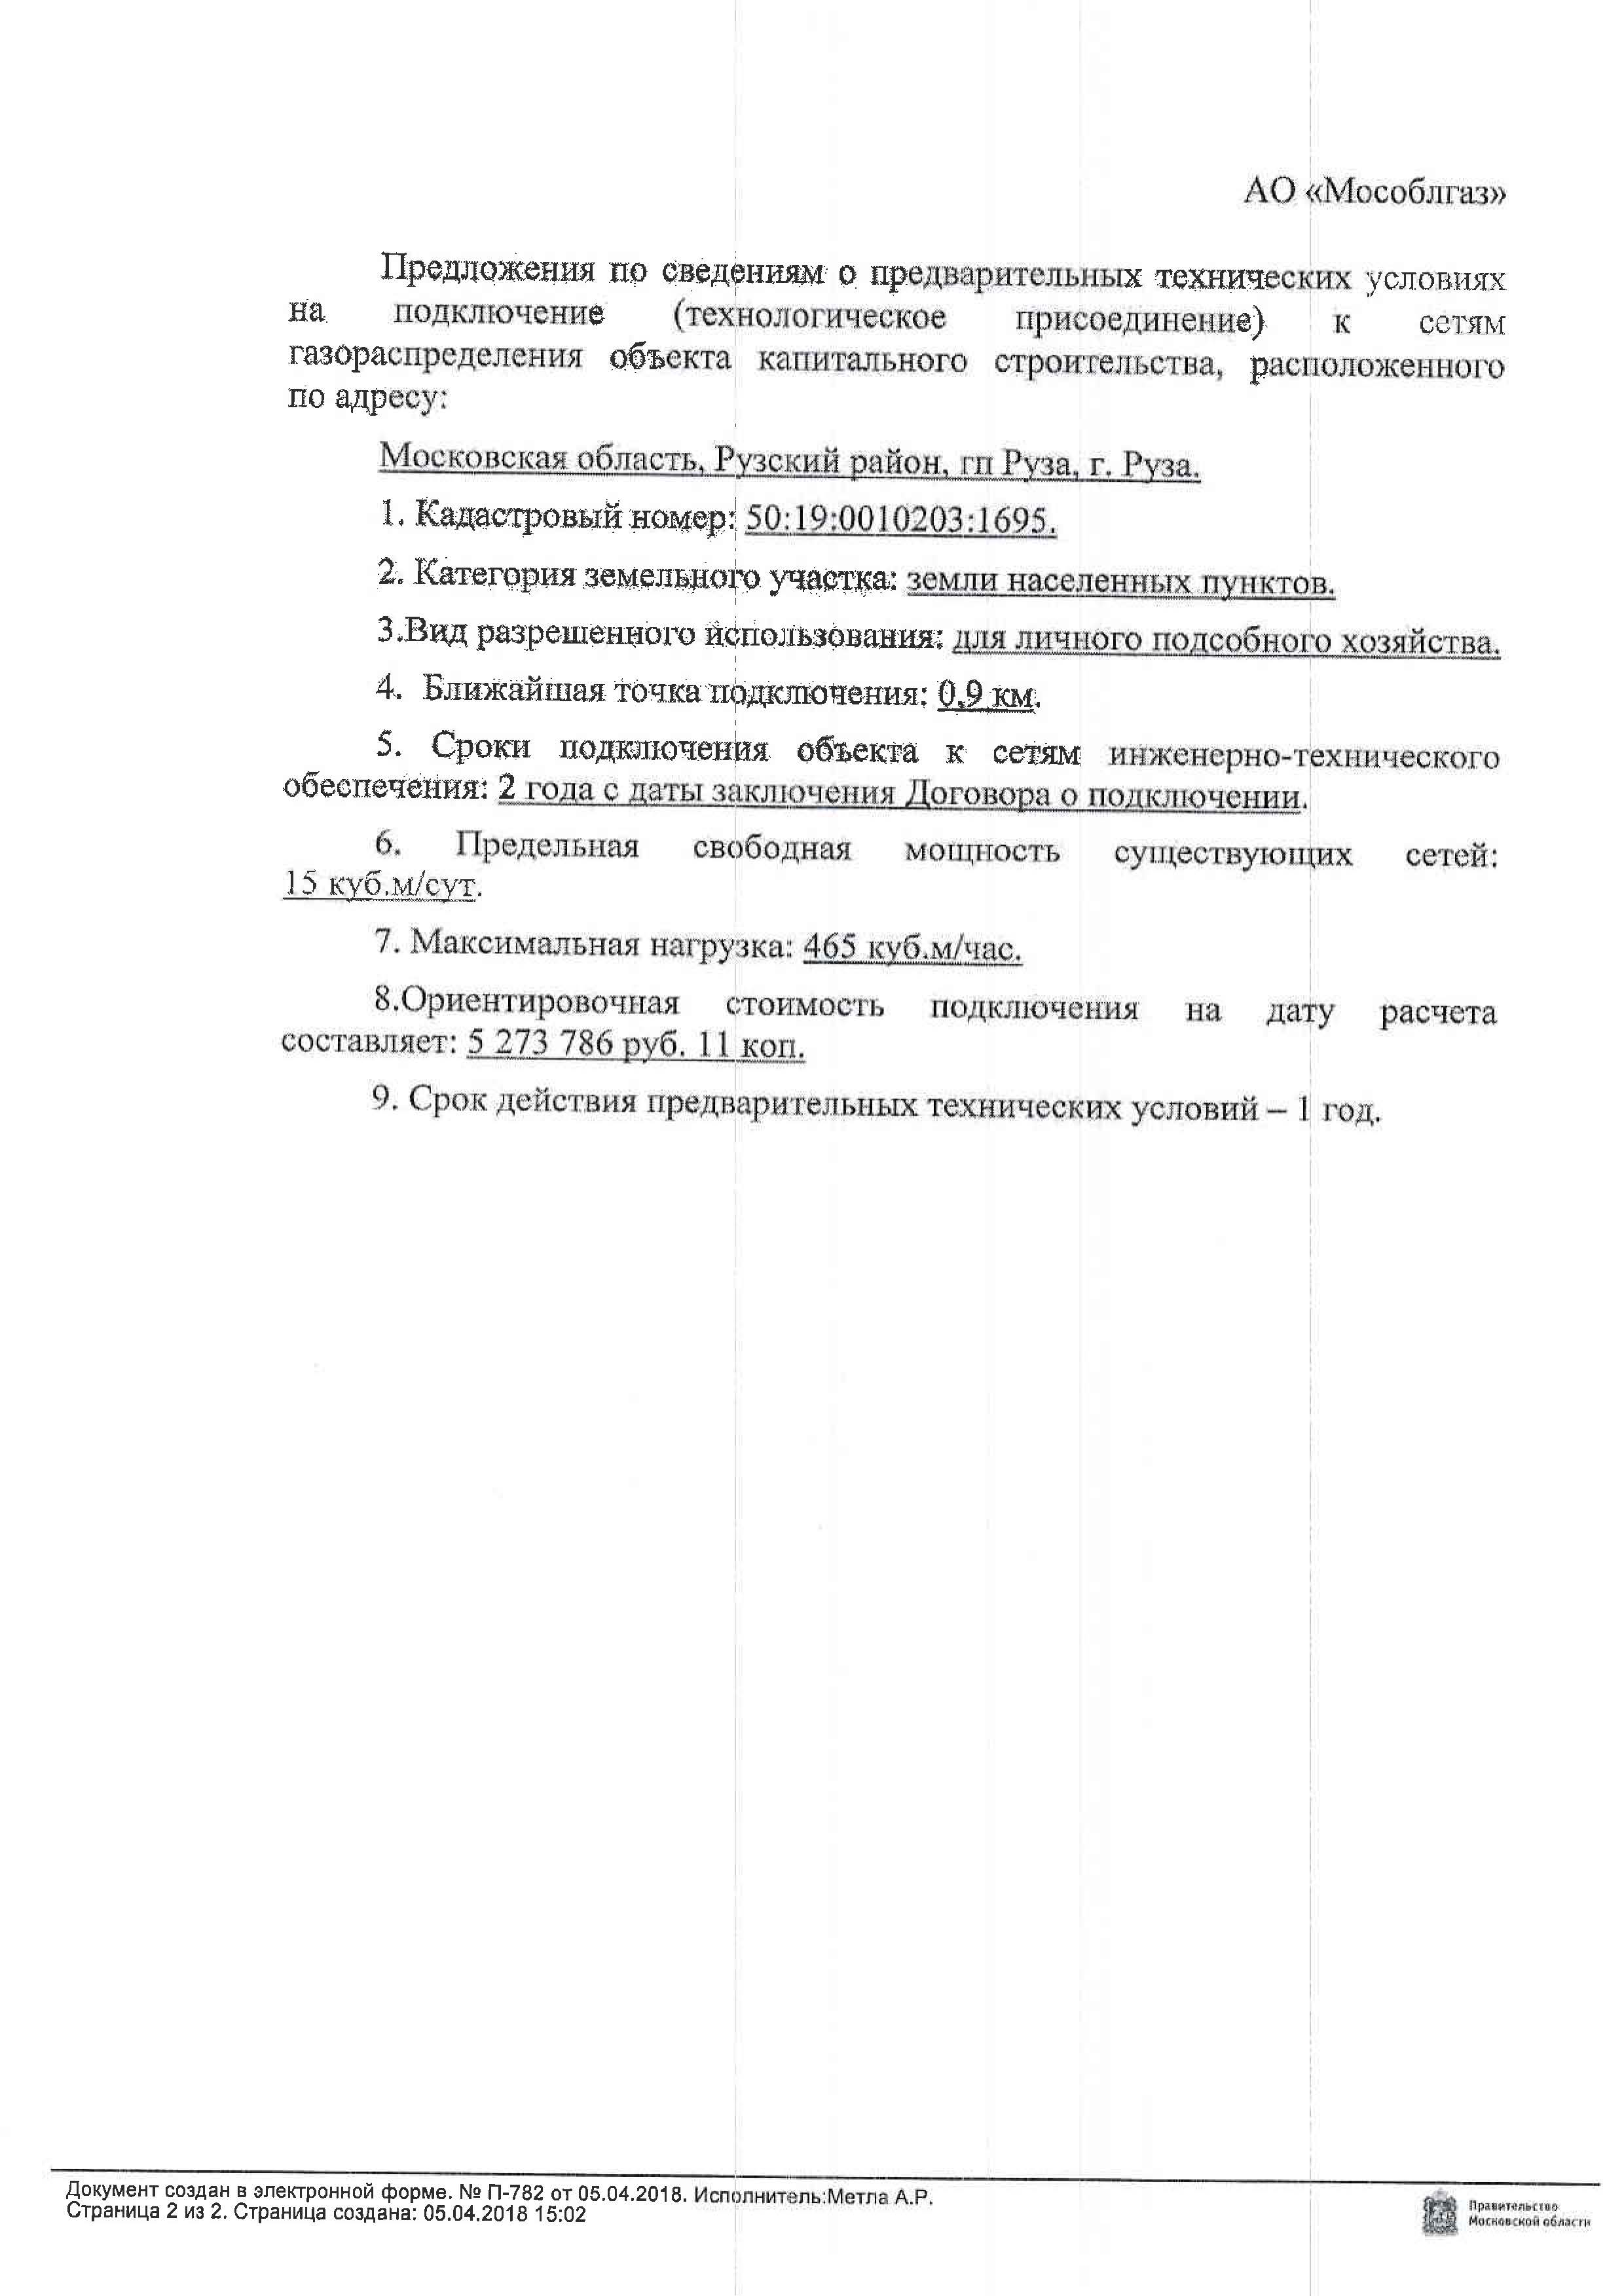 АО «Мособлгаз»
Предложения по сведениям о предварительных технических условиях
на подключение (технологическое присоединение) к сетям
газораспределения объекта капитального строительства, расположенного
по адресу:
Московская область, Рузский район, гп Руза, г. Руза.
1. Кадастровый номер: 50:19:0010203:1695.
2. Категория земельного участка: земли населенных пунктов.
3.Вид разрешенного использования: для личного подсобного хозяйства.
4. Ближайшая точка подключения: 0,9 км.
5. Сроки подключения объекта к сетям инженерно-технического
обеспечения: 2 года с даты заключения Договора о подключении.
6. Предельная свободная мощность существующих сетей:
15 куб.м/сут.
7. Максимальная нагрузка: 465 куб.м/час.
8.Ориентировочная стоимость подключения на дату расчета
составляет: 5 273 786 руб. 11 коп.
9. Срок действия предварительных технических условий – 1 год.
Документ создан в электронной форме. № П-782 от 05.04.2018. Исполнитель:Метла А.Р.
Страница 2 из 2. Страница создана: 05.04.2018 15:02
Правительство
Московской области